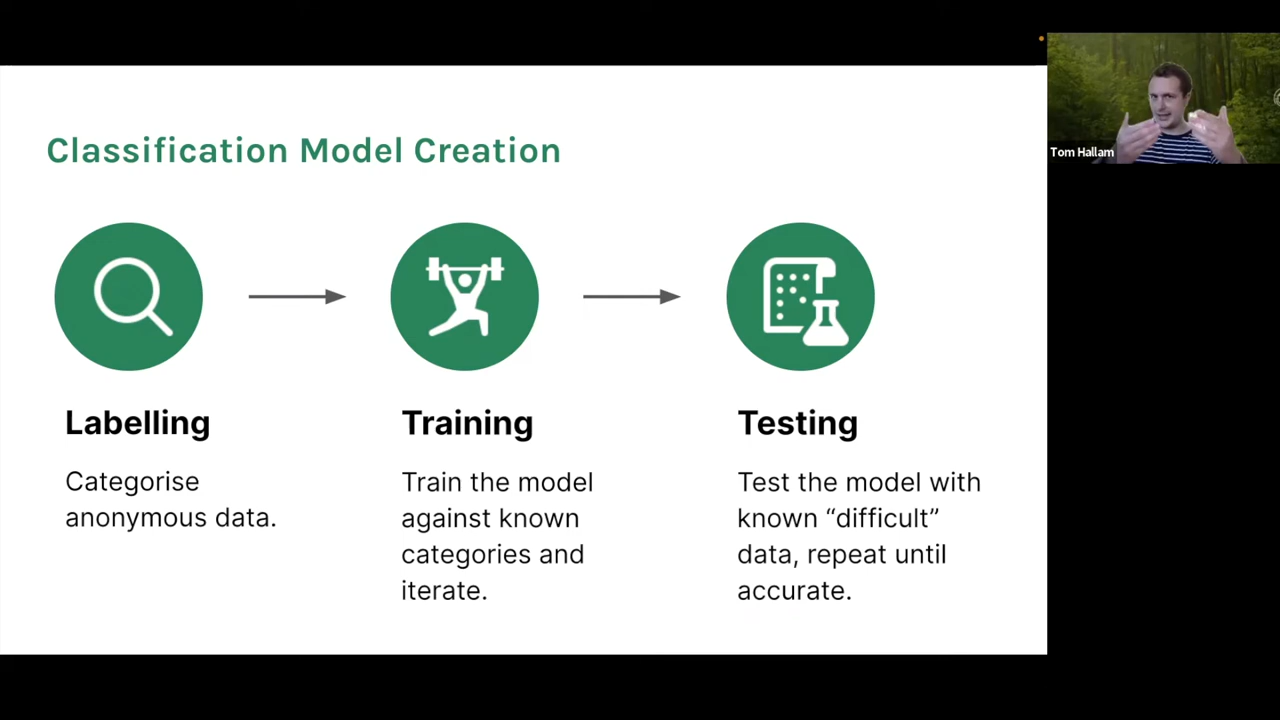 Classification Model Creation
Tom Hallam
Labelling
Categorise
anonymous data.
Training
Train the model
against known
categories and
iterate.
Testing
Test the model with
known “difficult”
data, repeat until
accurate.